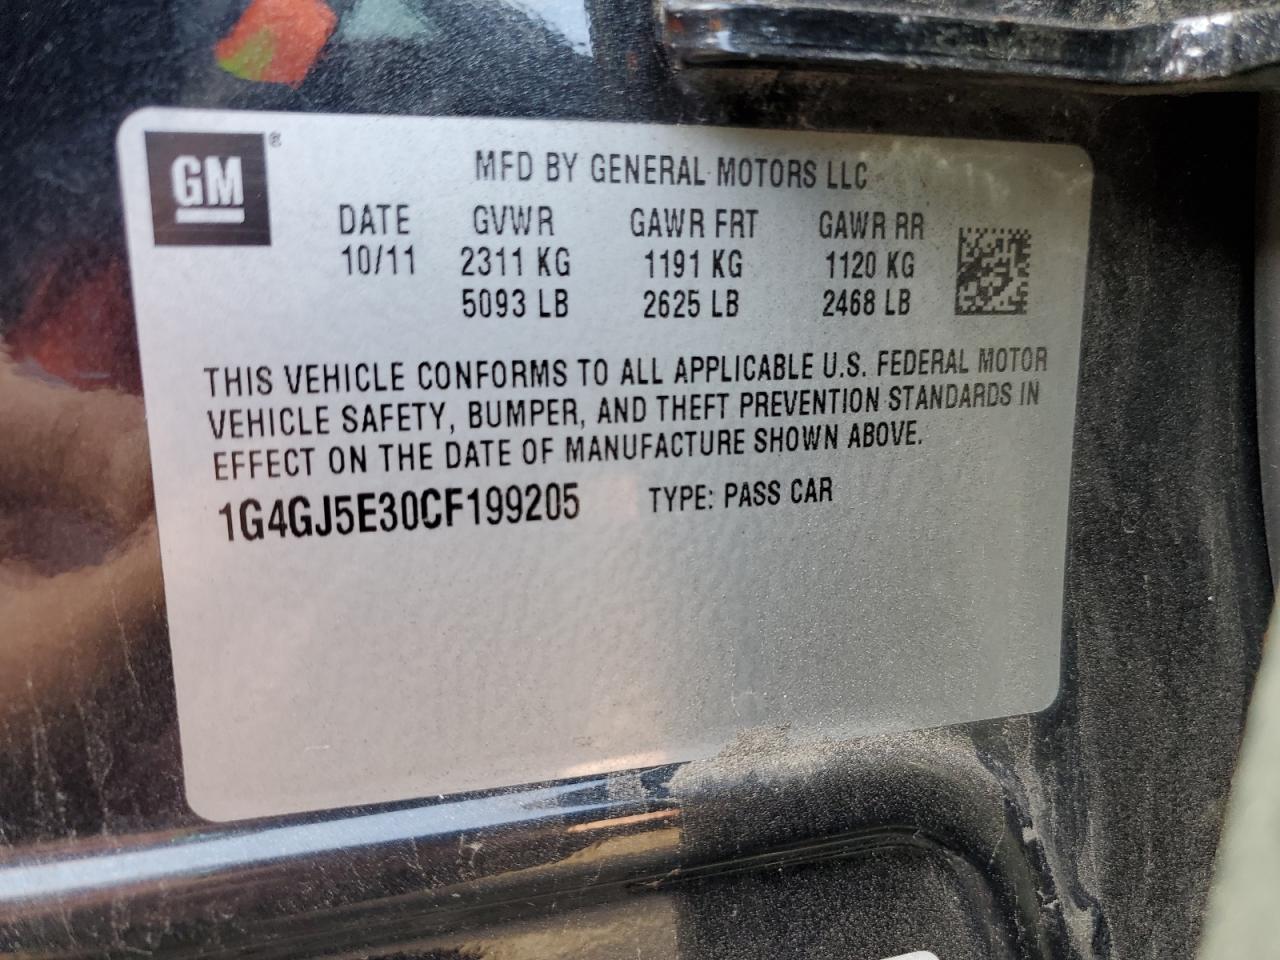 GM ®
MFD BY GENERAL MOTORS LLC
DATE GVWR GAWR FRT GAWR RR
10/11 2311 KG 1191 KG 1120 KG
5093 LB 2625 LB 2468 LB
THIS VEHICLE CONFORMS TO ALL APPLICABLE U.S. FEDERAL MOTOR
VEHICLE SAFETY, BUMPER, AND THEFT PREVENTION STANDARDS IN
EFFECT ON THE DATE OF MANUFACTURE SHOWN ABOVE.
1G4GJ5E30CF199205 TYPE: PASS CAR